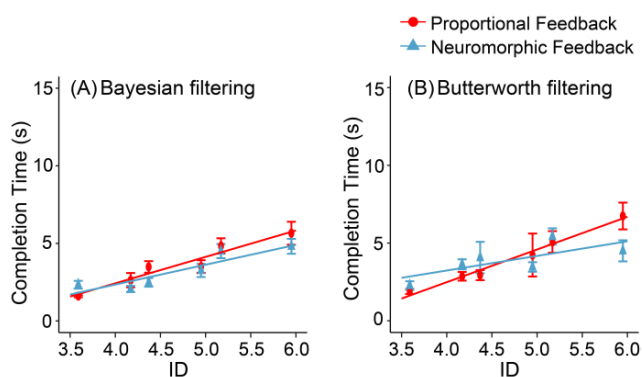 Proportional Feedback
Neuromorphic Feedback
(A) Bayesian filtering
Completion Time (s)
15
10
5
0
3.5 4.0 4.5 5.0 5.5 6.0
ID
(B) Butterworth filtering
Completion Time (s)
15
10
5
0
3.5 4.0 4.5 5.0 5.5 6.0
ID